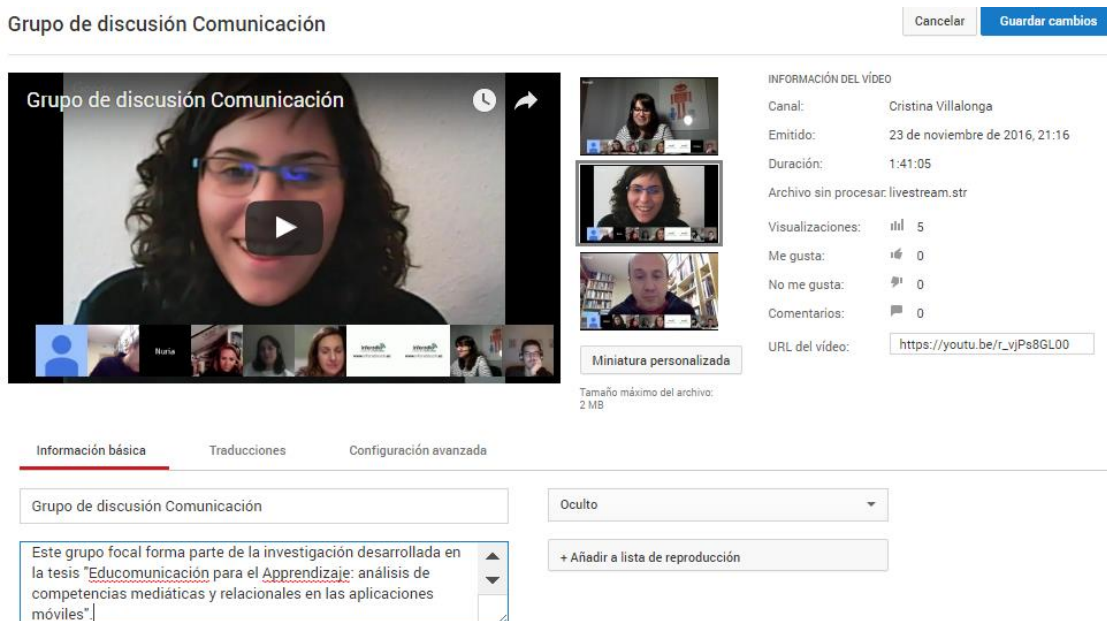 Grupo de discusión Comunicación
Cancelar
Guardar cambios
Grupo de discusión Comunicación
Nuria
Miniatura personalizada
Tamaño máximo del archivo:
2 MB
INFORMACIÓN DEL VÍDEO
Canal: Cristina Villalonga
Emitido: 23 de noviembre de 2016, 21:16
Duración: 1:41:05
Archivo sin procesar: livestream.str
Visualizaciones: 5
Me gusta: 0
No me gusta: 0
Comentarios: 0
URL del vídeo: https://youtu.be/r_vjPs8GL00
Información básica
Traducciones
Configuración avanzada
Grupo de discusión Comunicación
Oculto
Este grupo focal forma parte de la investigación desarrollada en
la tesis "Educomunicación para el Apprendizaje: análisis de
competencias mediáticas y relacionales en las aplicaciones
móviles".
+ Añadir a lista de reproducción